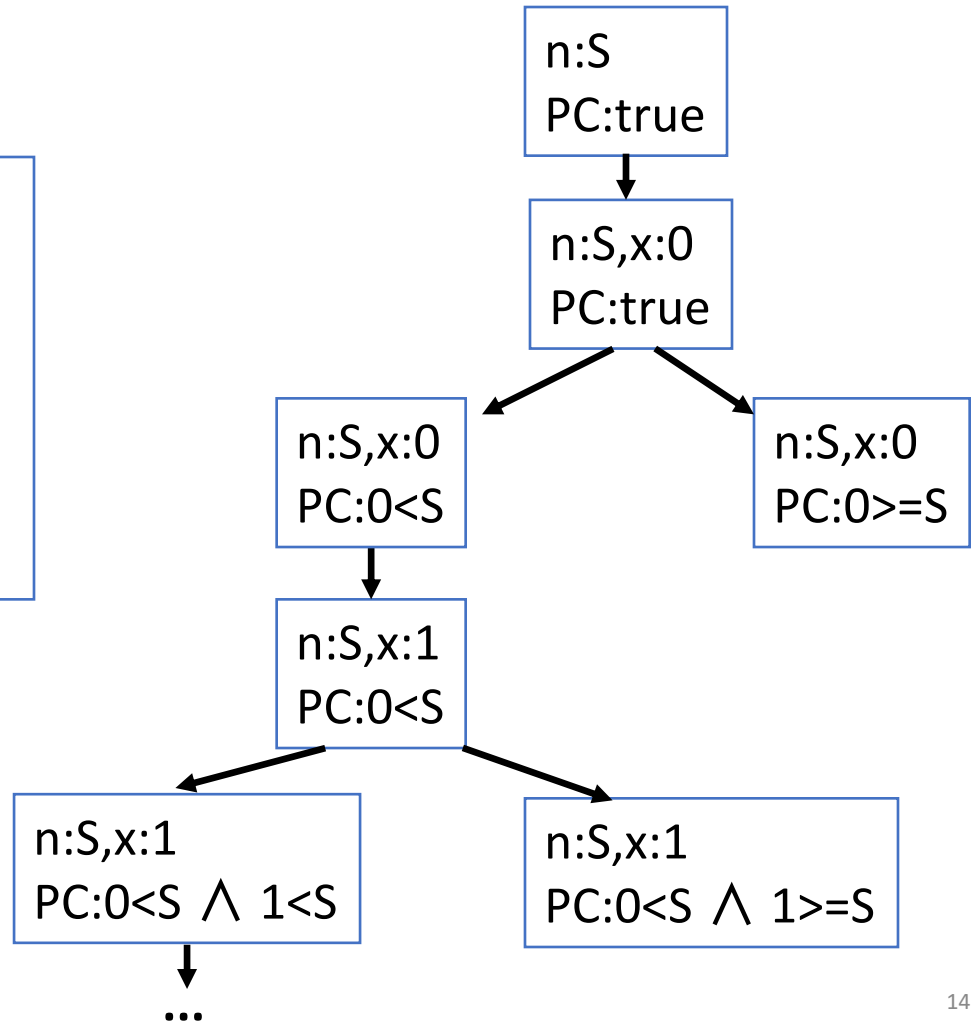 n:S
PC:true
n:S,x:0
PC:true
n:S,x:0
PC:0<S
n:S,x:0
PC:0>=S
n:S,x:1
PC:0<S
n:S,x:1
PC:0<S ⋀ 1<S
n:S,x:1
PC:0<S ⋀ 1>=S
...
14